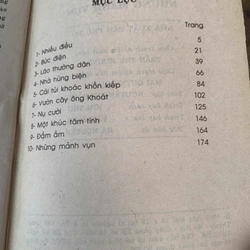 MỤC LỤC
Trang
1- Nhiều điều 5
2- Bức điện 21
3- Lão thường dân 39
4- Nhà hùng biện 66
5- Cái túi khoác khốn kiếp 84
6- Vườn cây ông Khoát 102
7- Nụ cười 125
8- Một khúc tâm tình 146
9- Đầm ấm 164
10- Những mảnh vụn 174